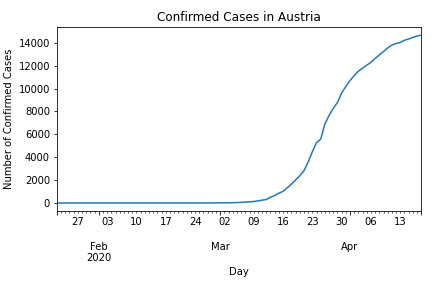 Confirmed Cases in Austria
Number of Confirmed Cases
14000
12000
10000
8000
6000
4000
2000
0
27 03 10 17 24 02 09 16 23 30 06 13
Feb Mar Apr
2020
Day